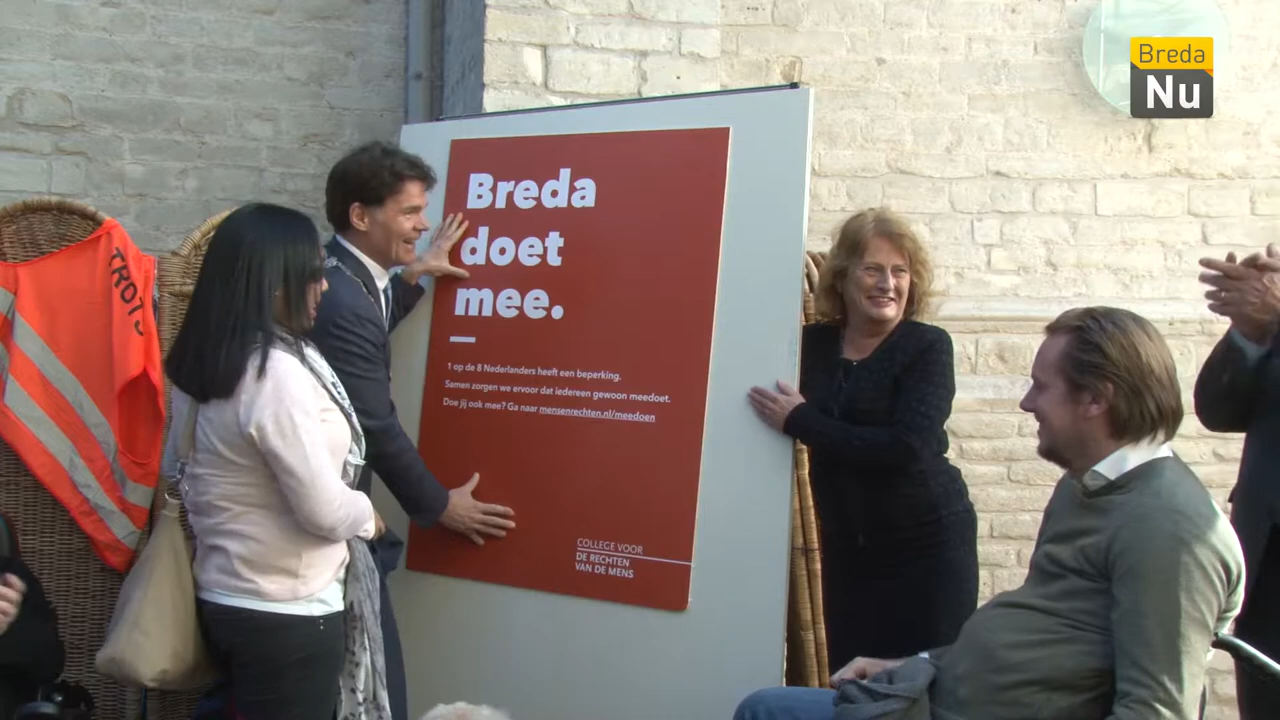 Breda
Nu
TROTS
Breda
doet
mee.
1 op de 8 Nederlanders heeft een beperking.
Samen zorgen we ervoor dat iedereen gewoon meedoet.
Doe jij ook mee? Ga naar mensenrechten.nl/meedoen
COLLEGE VOOR
DE RECHTEN
VAN DE MENS